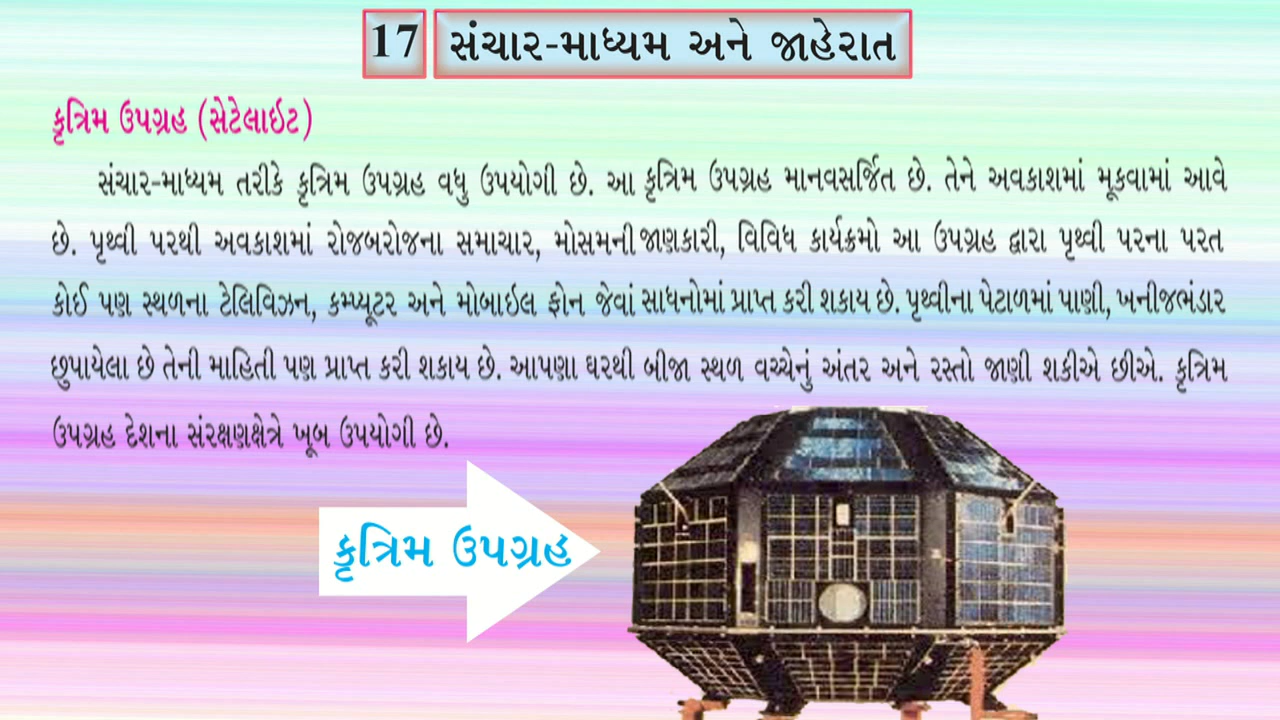 17 સંચાર-માધ્યમ અને જાહેરાત
કૃત્રિમ ઉપગ્રહ (સેટેલાઇટ)
સંચાર-માધ્યમ તરીકે કૃત્રિમ ઉપગ્રહ વધુ ઉપયોગી છે. આ કૃત્રિમ ઉપગ્રહ માનવસર્જિત છે. તેને અવકાશમાં મૂકવામાં આવે
છે. પૃથ્વી પરથી અવકાશમાં રોજબરોજના સમાચાર, મોસમની જાણકારી, વિવિધ કાર્યક્રમો આ ઉપગ્રહ દ્વારા પૃથ્વી પરના પરત
કોઈ પણ સ્થળના ટેલિવિઝન, કમ્પ્યૂટર અને મોબાઇલ ફોન જેવાં સાધનોમાં પ્રાપ્ત કરી શકાય છે. પૃથ્વીના પેટાળમાં પાણી, ખનીજભંડાર
છુપાયેલા છે તેની માહિતી પણ પ્રાપ્ત કરી શકાય છે. આપણા ઘરથી બીજા સ્થળ વચ્ચેનું અંતર અને રસ્તો જાણી શકીએ છીએ. કૃત્રિમ
ઉપગ્રહ દેશના સંરક્ષણક્ષેત્રે ખૂબ ઉપયોગી છે.
કૃત્રિમ ઉપગ્રહ